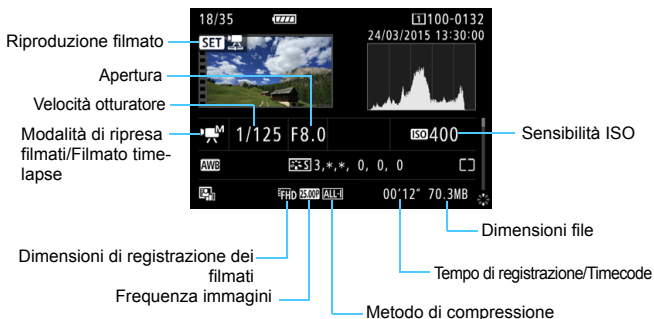 18/35 1 100-0132
24/03/2015 13:30:00
Riproduzione filmato
SET
Apertura
Velocità otturatore
Modalità di ripresa
filmati/Filmato time-
lapse
M 1/125 F8.0 ISO 400
Sensibilità ISO
AWB S 3,*,*, 0, 0, 0
FHD 25.00P ALL-I 00'12" 70.3MB
Dimensioni file
Dimensioni di registrazione dei
filmati
Tempo di registrazione/Timecode
Frequenza immagini
Metodo di compressione